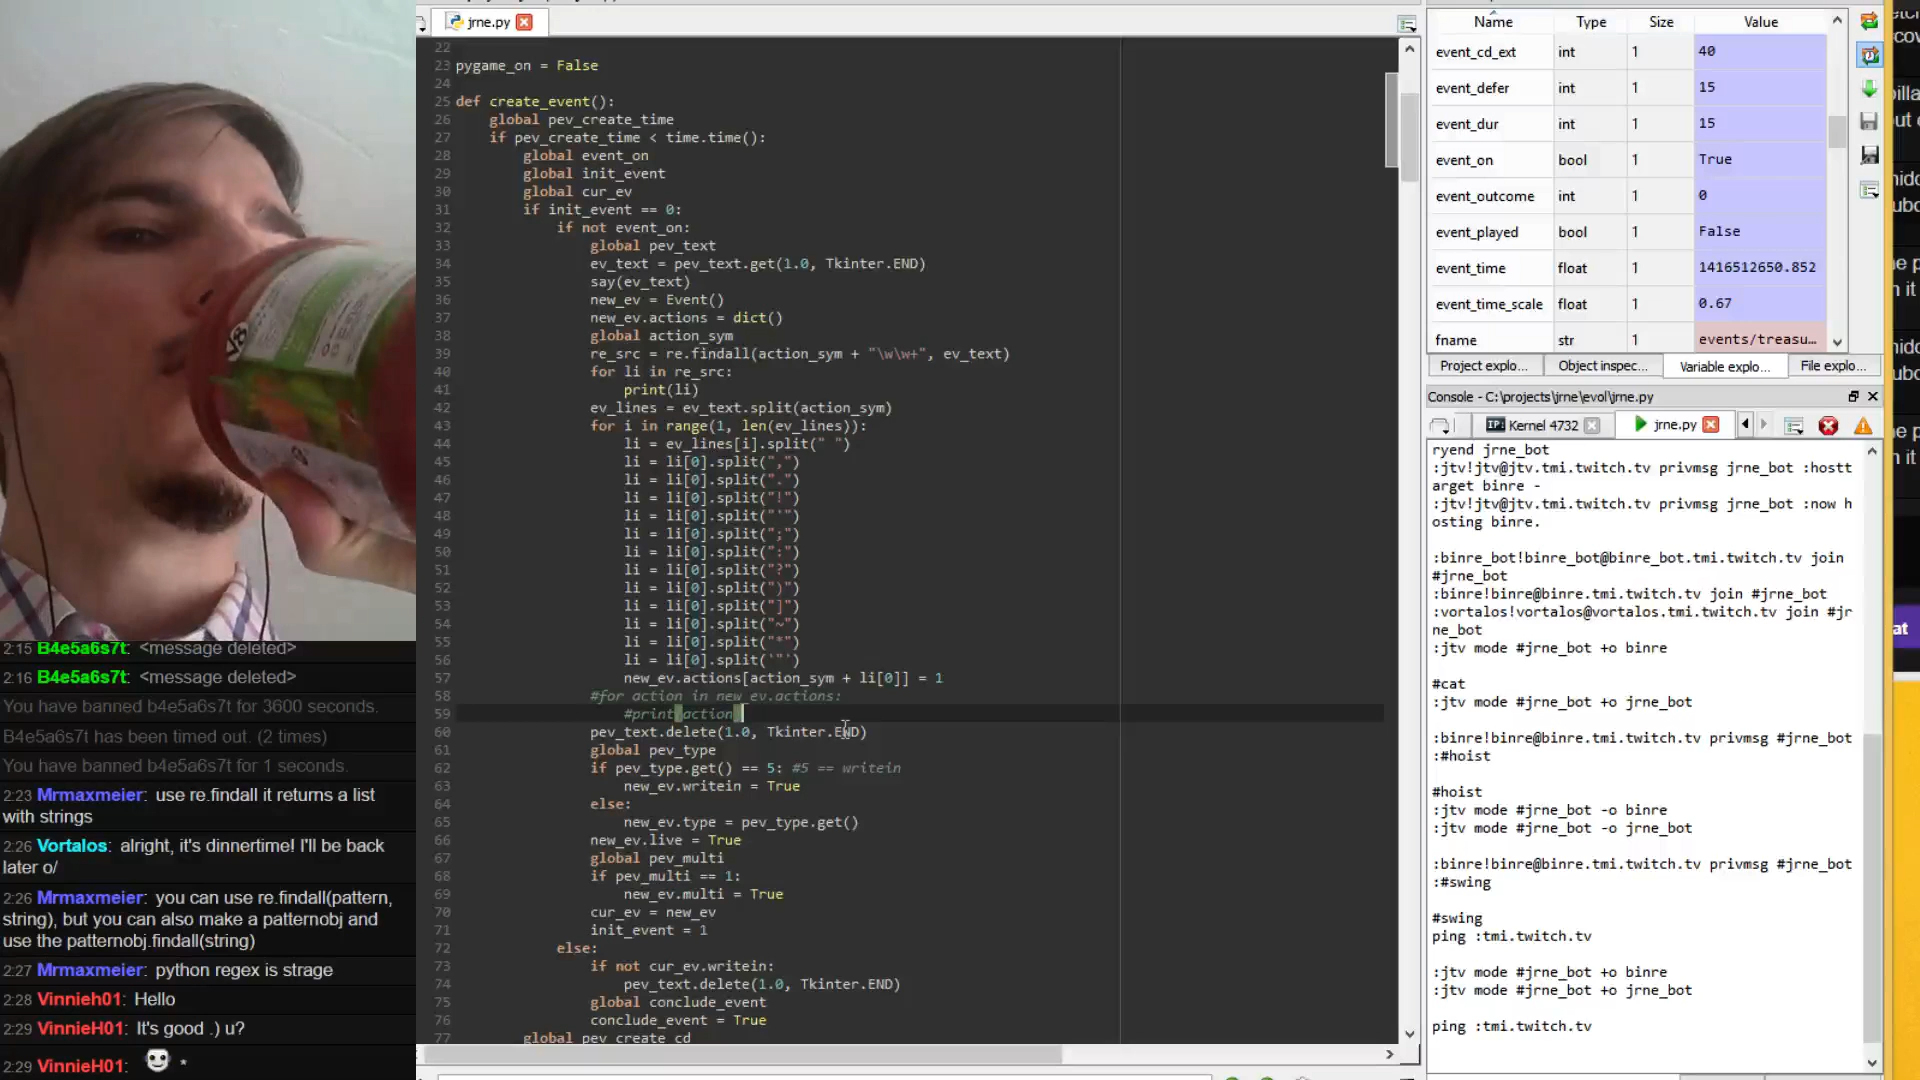 jrne.py
22
23 pygame_on = False
24
25 def create_event():
26 global pev_create_time
27 if pev_create_time < time.time():
28 global event_on
29 global init_event
30 global cur_ev
31 if init_event == 0:
32 if not event_on:
33 global pev_text
34 ev_text = pev_text.get(1.0, Tkinter.END)
35 say(ev_text)
36 new_ev = Event()
37 new_ev.actions = dict()
38 global action_sym
39 re_src = re.findall(action_sym + "\w\w+", ev_text)
40 for li in re_src:
41 print(li)
42 ev_lines = ev_text.split(action_sym)
43 for i in range(1, len(ev_lines)):
44 li = ev_lines[i].split(" ")
45 li = li[0].split(",")
46 li = li[0].split(".")
47 li = li[0].split("!")
48 li = li[0].split("'")
49 li = li[0].split(";")
50 li = li[0].split(":")
51 li = li[0].split("?")
52 li = li[0].split(")")
53 li = li[0].split("]")
54 li = li[0].split("~")
55 li = li[0].split("*")
56 li = li[0].split('"')
57 new_ev.actions[action_sym + li[0]] = 1
58 #for action in new_ev.actions:
59 #print(action)
60 pev_text.delete(1.0, Tkinter.END)
61 global pev_type
62 if pev_type.get() == 5: #5 == writein
63 new_ev.writein = True
64 else:
65 new_ev.type = pev_type.get()
66 new_ev.live = True
67 global pev_multi
68 if pev_multi == 1:
69 new_ev.multi = True
70 cur_ev = new_ev
71 init_event = 1
72 else:
73 if not cur_ev.writein:
74 pev_text.delete(1.0, Tkinter.END)
75 global conclude_event
76 conclude_event = True
77 global pev_create_cd
Name Type Size Value
event_cd_ext int 1 40
event_defer int 1 15
event_dur int 1 15
event_on bool 1 True
event_outcome int 1 0
event_played bool 1 False
event_time float 1 1416512650.852
event_time_scale float 1 0.67
fname str 1 events/treasu...
Project explo... Object inspec... Variable explo... File explo...
Console - C:\projects\jrne\evol\jrne.py
IP: Kernel 4732 jrne.py
ryend jrne_bot
:jtv!jtv@jtv.tmi.twitch.tv privmsg jrne_bot :hostt
arget binre -
:jtv!jtv@jtv.tmi.twitch.tv privmsg jrne_bot :now h
osting binre.
:binre_bot!binre_bot@binre_bot.tmi.twitch.tv join
#jrne_bot
:binre!binre@binre.tmi.twitch.tv join #jrne_bot
:vortalos!vortalos@vortalos.tmi.twitch.tv join #jr
ne_bot
:jtv mode #jrne_bot +o binre
#cat
:jtv mode #jrne_bot +o jrne_bot
:binre!binre@binre.tmi.twitch.tv privmsg #jrne_bot
:#hoist
#hoist
:jtv mode #jrne_bot -o binre
:jtv mode #jrne_bot -o jrne_bot
:binre!binre@binre.tmi.twitch.tv privmsg #jrne_bot
:#swing
#swing
ping :tmi.twitch.tv
:jtv mode #jrne_bot +o binre
:jtv mode #jrne_bot +o jrne_bot
ping :tmi.twitch.tv
2:15 B4e5a6s7t: <message deleted>
2:16 B4e5a6s7t: <message deleted>
You have banned b4e5a6s7t for 3600 seconds.
B4e5a6s7t has been timed out. (2 times)
You have banned b4e5a6s7t for 1 seconds.
2:23 Mrmaxmeier: use re.findall it returns a list
with strings
2:26 Vortalos: alright, it's dinnertime! I'll be back
later o/
2:26 Mrmaxmeier: you can use re.findall(pattern,
string), but you can also make a patternobj and
use the patternobj.findall(string)
2:27 Mrmaxmeier: python regex is strage
2:28 Vinnieh01: Hello
2:29 VinnieH01: It's good .) u?
2:29 VinnieH01: *